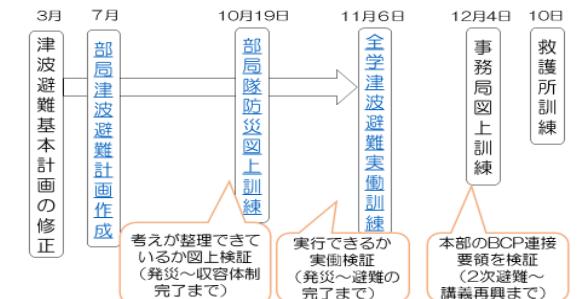 3月
7月
10月19日
11月6日
12月4日
10日
津波避難基本計画の修正
部局津波避難計画作成
部局隊防災図上訓練
全学津波避難実働訓練
事務局図上訓練
救護所訓練
考えが整理できて
いるか図上検証
(発災～収容体制
完了まで)
実行できるか
実働検証
(発災～避難の
完了まで)
本部のBCP連接
要領を検証
(2次避難～
講義再興まで)